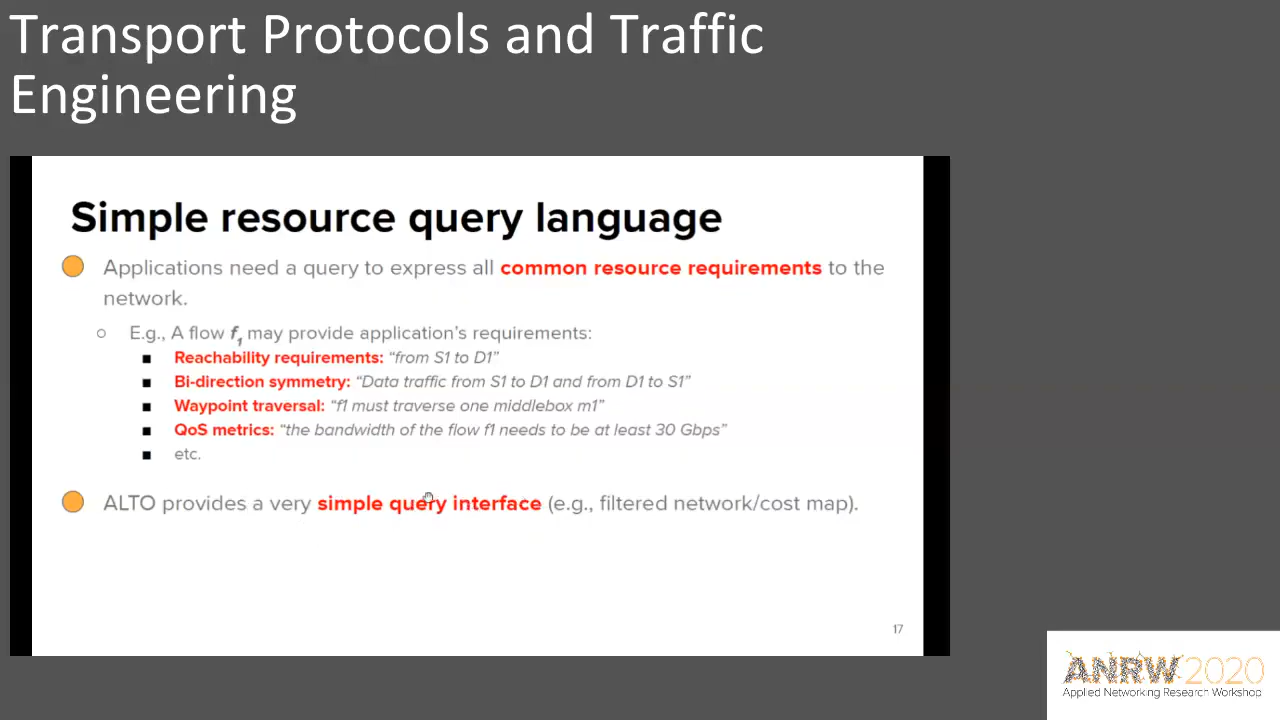 Transport Protocols and Traffic
Engineering
Simple resource query language
Applications need a query to express all common resource requirements to the
network.
E.g., A flow f1 may provide application's requirements:
Reachability requirements: “from S1 to D1”
Bi-direction symmetry: “Data traffic from S1 to D1 and from D1 to S1”
Waypoint traversal: “f1 must traverse one middlebox m1”
QoS metrics: “the bandwidth of the flow f1 needs to be at least 30 Gbps”
etc.
ALTO provides a very simple query interface (e.g., filtered network/cost map).
17
ANRW2020
Applied Networking Research Workshop